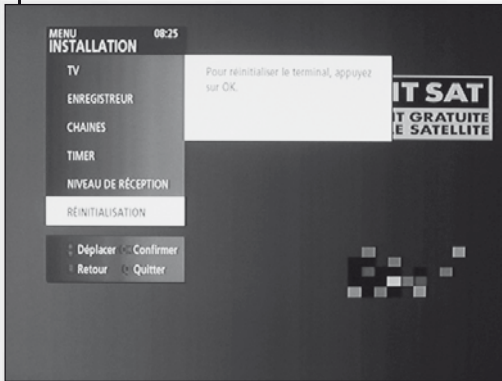 MENU 08:25
INSTALLATION
TV
ENREGISTREUR
CHAINES
TIMER
NIVEAU DE RÉCEPTION
RÉINITIALISATION
Pour réinitialiser le terminal, appuyez
sur OK.
IT SAT
IT GRATUITE
E SATELLITE
Déplacer Confirmer
Retour Quitter